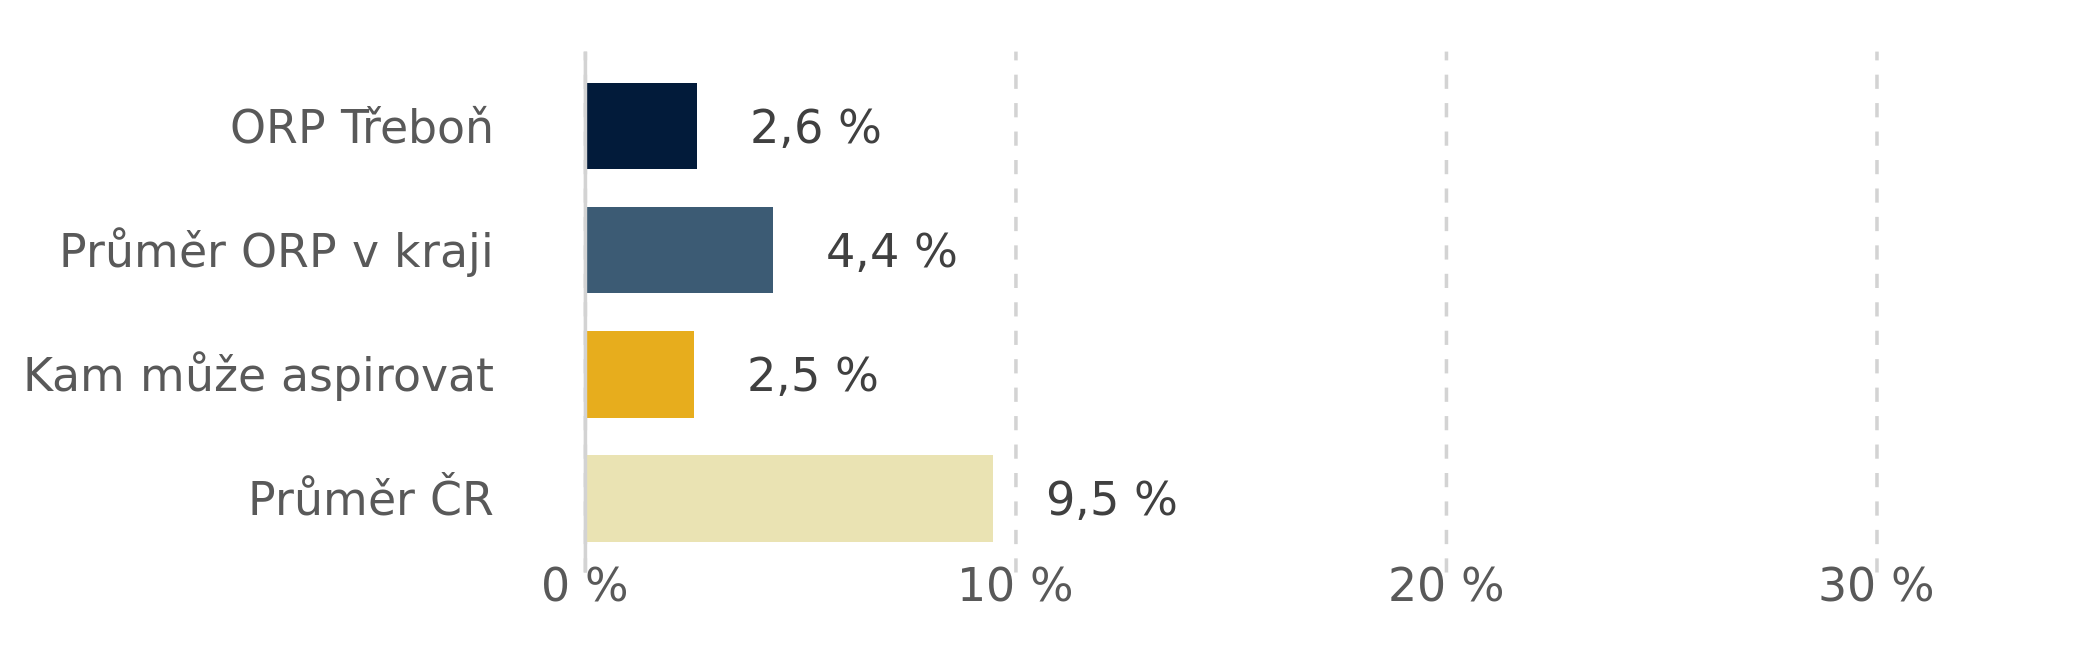 ORP Třeboň 2,6 %
Průměr ORP v kraji 4,4 %
Kam může aspirovat 2,5 %
Průměr ČR 9,5 %
0 % 10 % 20 % 30 %